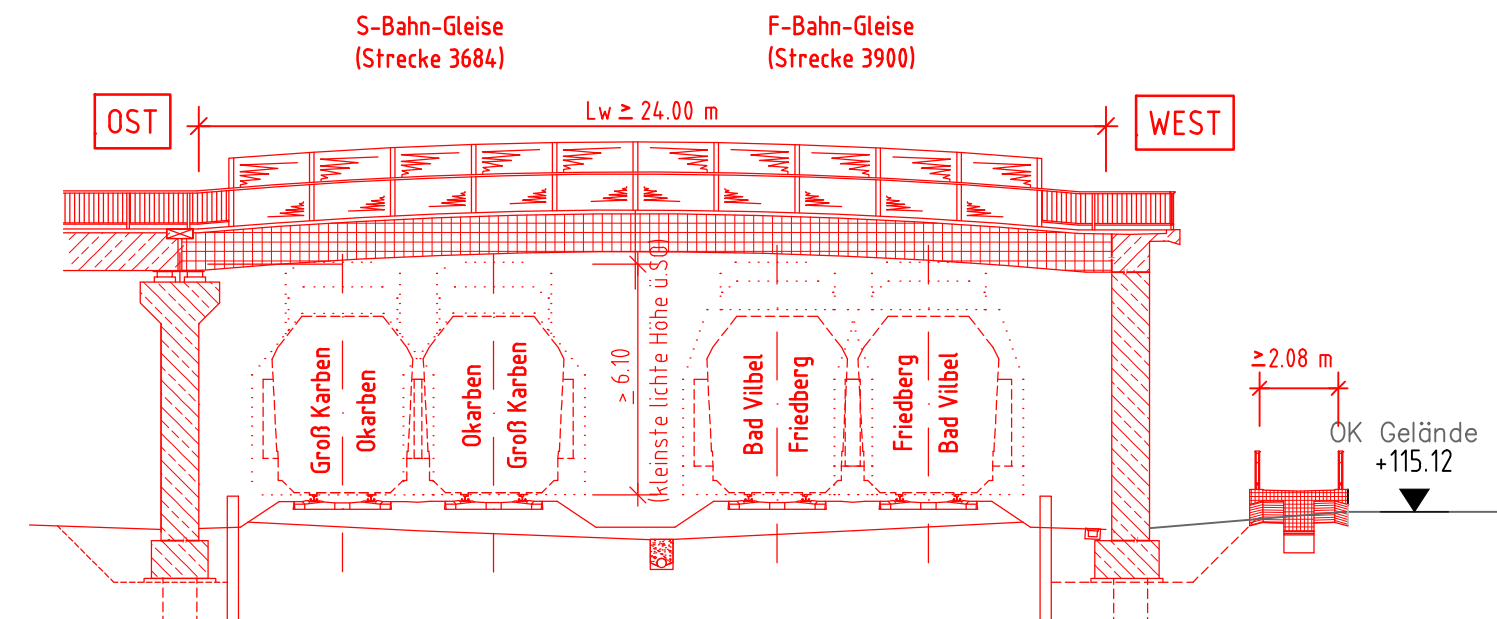 S-Bahn-Gleise
(Strecke 3684)
F-Bahn-Gleise
(Strecke 3900)
OST
Lw ≥ 24.00 m
WEST
Groß Karben
Okarben
Okarben
Groß Karben
≥ 6.10
(kleinste lichte Höhe ü.SO)
Bad Vilbel
Friedberg
Friedberg
Bad Vilbel
≥2.08 m
OK Gelände
+115.12